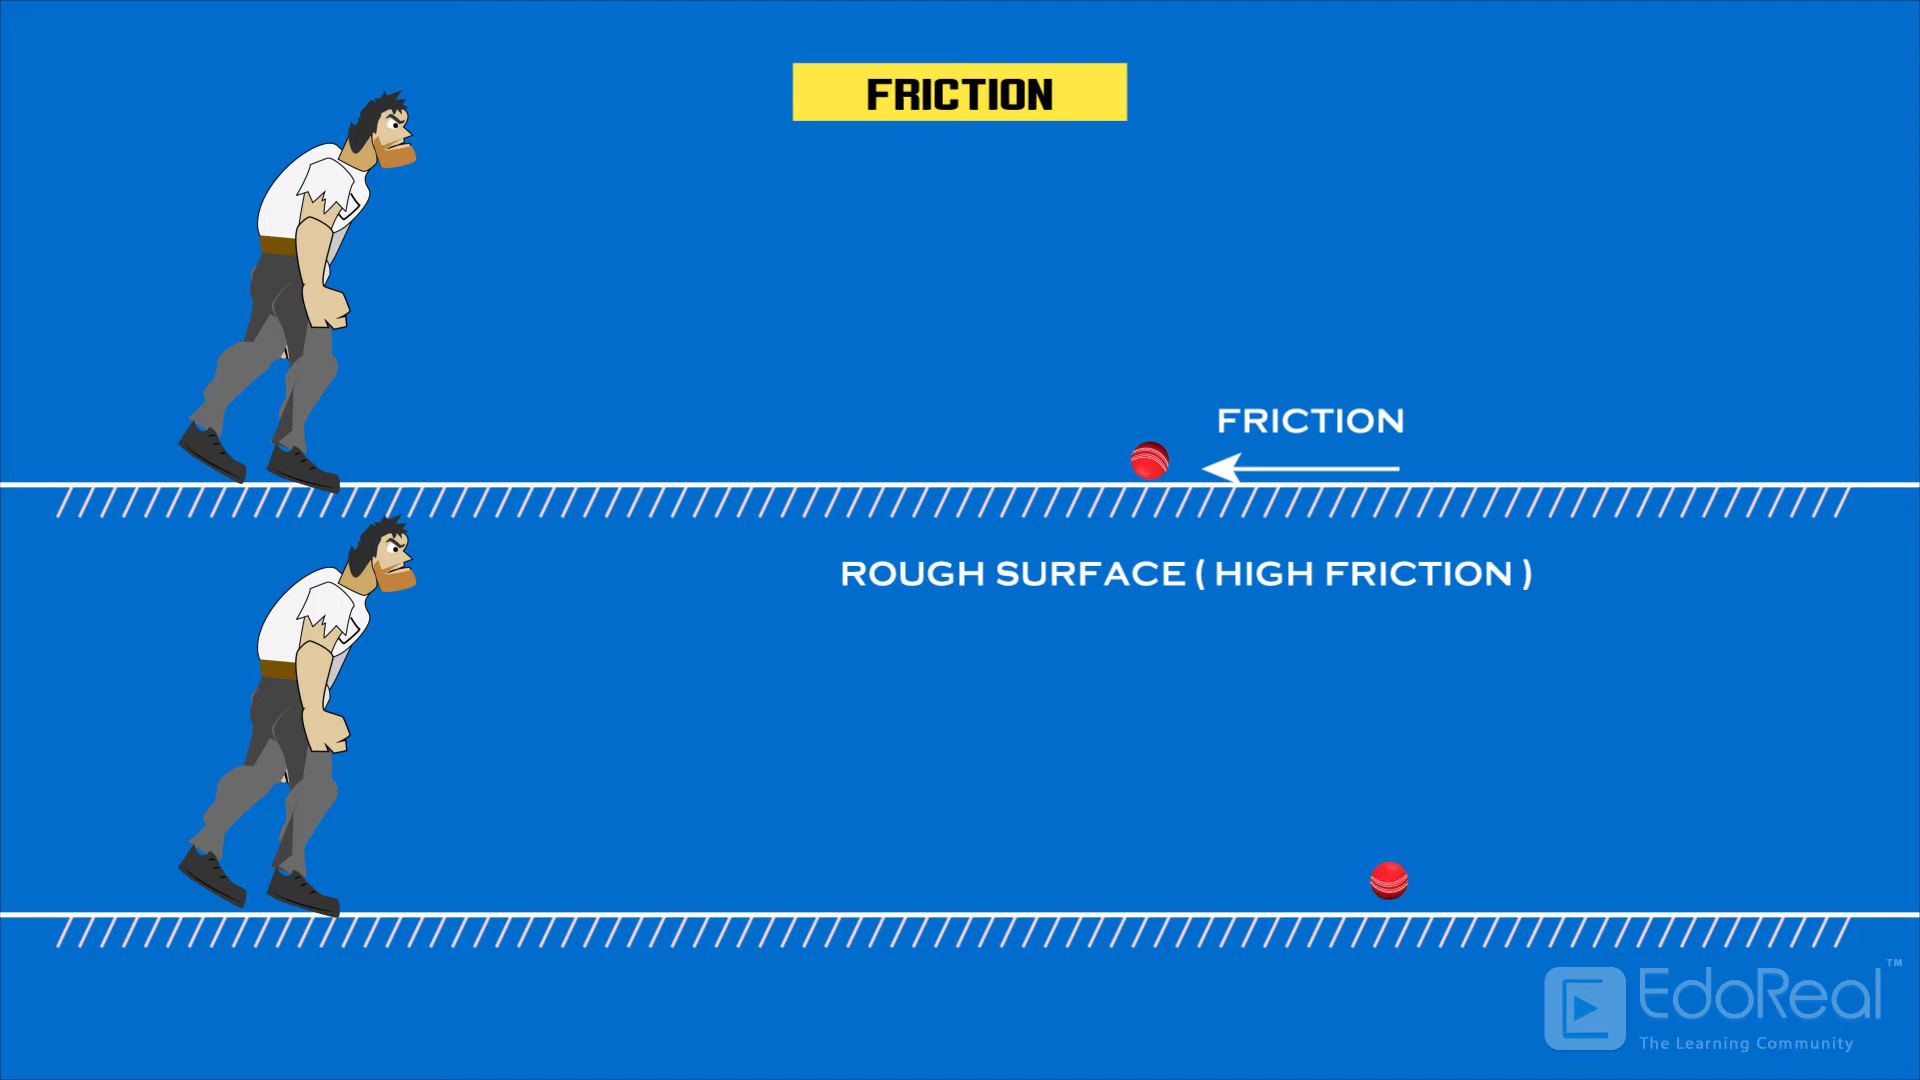 FRICTION
FRICTION
ROUGH SURFACE ( HIGH FRICTION )
EdoReal™
The Learning Community